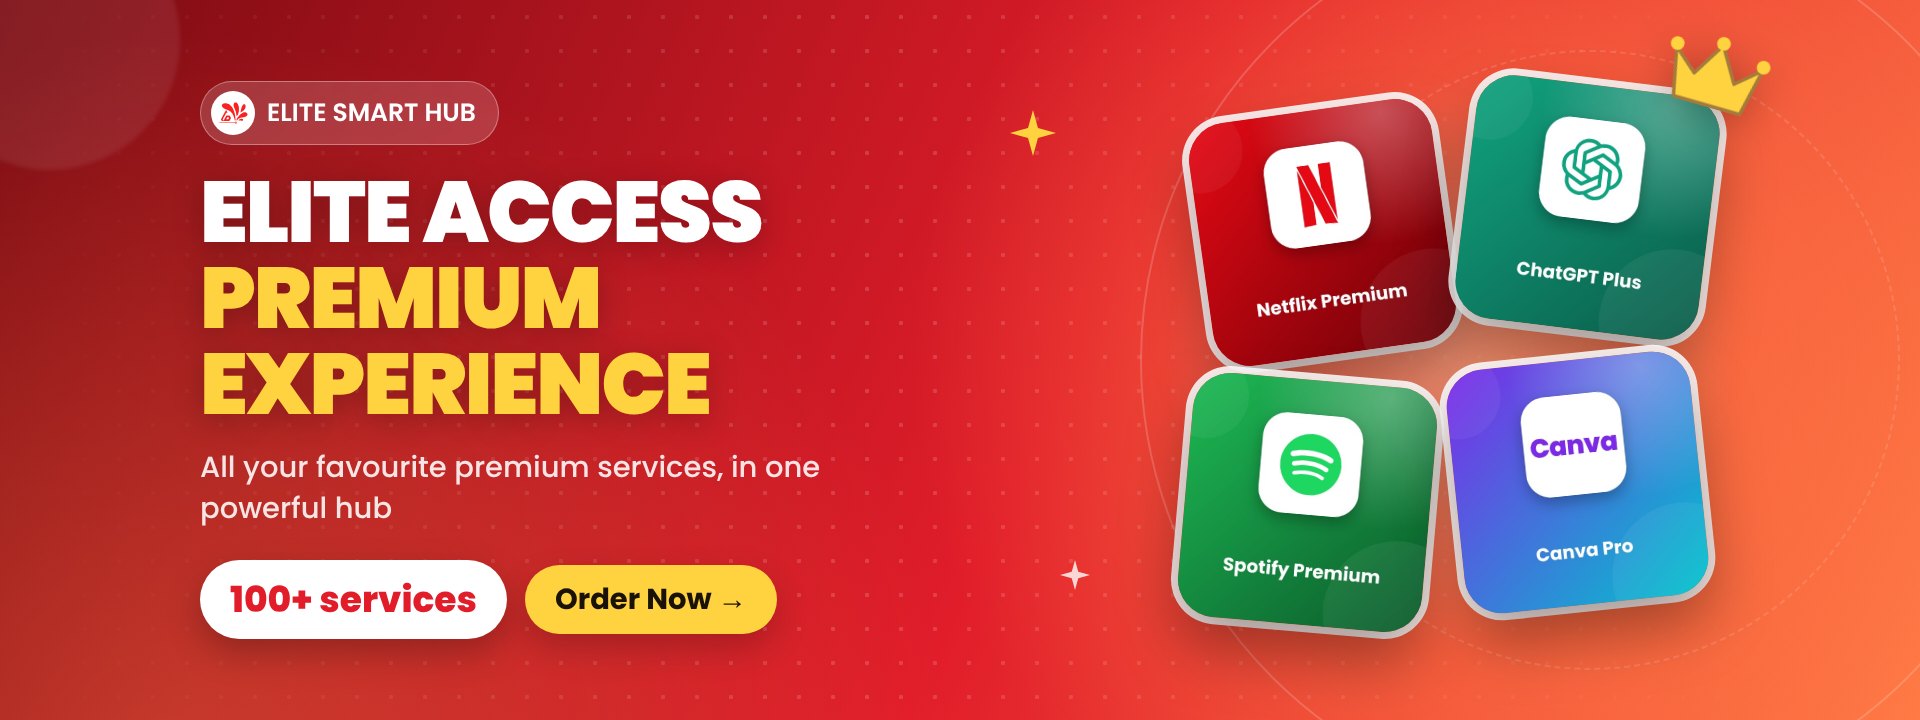 ELITE SMART HUB
ELITE ACCESS
PREMIUM
EXPERIENCE
All your favourite premium services, in one
powerful hub
100+ services
Order Now →
N
Netflix Premium
ChatGPT Plus
Spotify Premium
Canva
Canva Pro